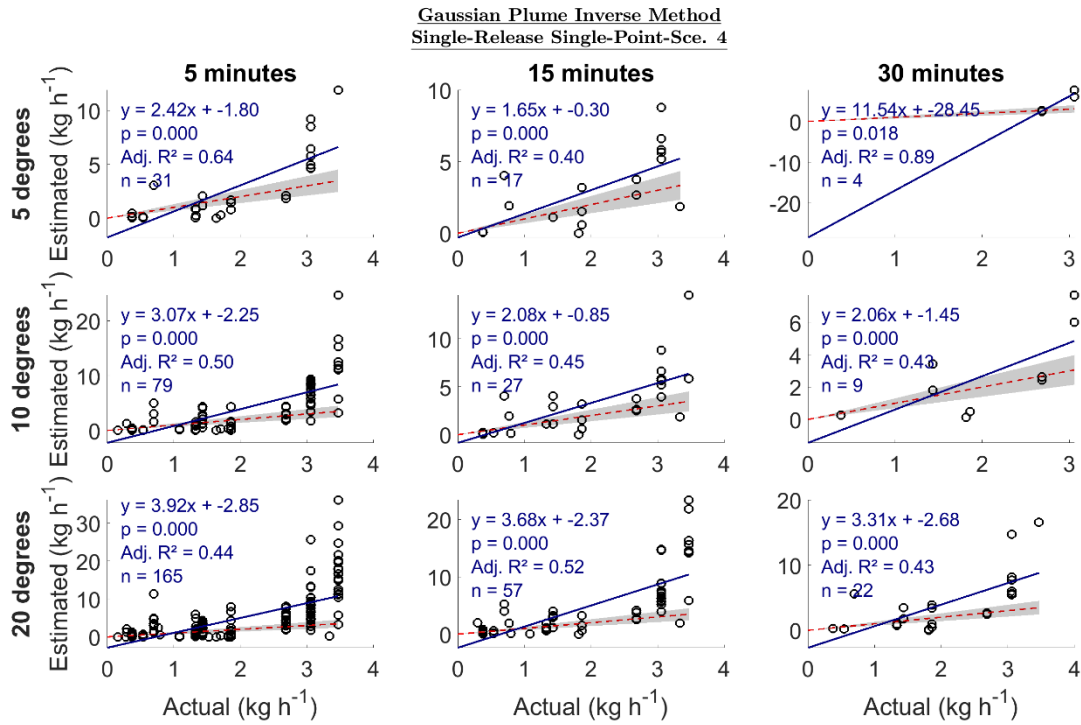 Gaussian Plume Inverse Method
Single-Release Single-Point-Sce. 4
5 minutes
15 minutes
30 minutes
5 degrees
Estimated (kg h⁻¹)
10
5
0
y = 2.42x + -1.80
p = 0.000
Adj. R² = 0.64
n = 31
0 1 2 3 4
10
5
0
y = 1.65x + -0.30
p = 0.000
Adj. R² = 0.40
n = 17
0 1 2 3 4
0
-10
-20
y = 11.54x + -28.45
p = 0.018
Adj. R² = 0.89
n = 4
0 1 2 3
10 degrees
Estimated (kg h⁻¹)
20
10
0
y = 3.07x + -2.25
p = 0.000
Adj. R² = 0.50
n = 79
0 1 2 3 4
10
5
0
y = 2.08x + -0.85
p = 0.000
Adj. R² = 0.45
n = 27
0 1 2 3 4
6
4
2
0
y = 2.06x + -1.45
p = 0.000
Adj. R² = 0.43
n = 9
0 1 2 3
20 degrees
Estimated (kg h⁻¹)
30
20
10
0
y = 3.92x + -2.85
p = 0.000
Adj. R² = 0.44
n = 165
0 1 2 3 4
Actual (kg h⁻¹)
20
10
0
y = 3.68x + -2.37
p = 0.000
Adj. R² = 0.52
n = 57
0 1 2 3 4
Actual (kg h⁻¹)
20
10
0
y = 3.31x + -2.68
p = 0.000
Adj. R² = 0.43
n = 22
0 1 2 3 4
Actual (kg h⁻¹)